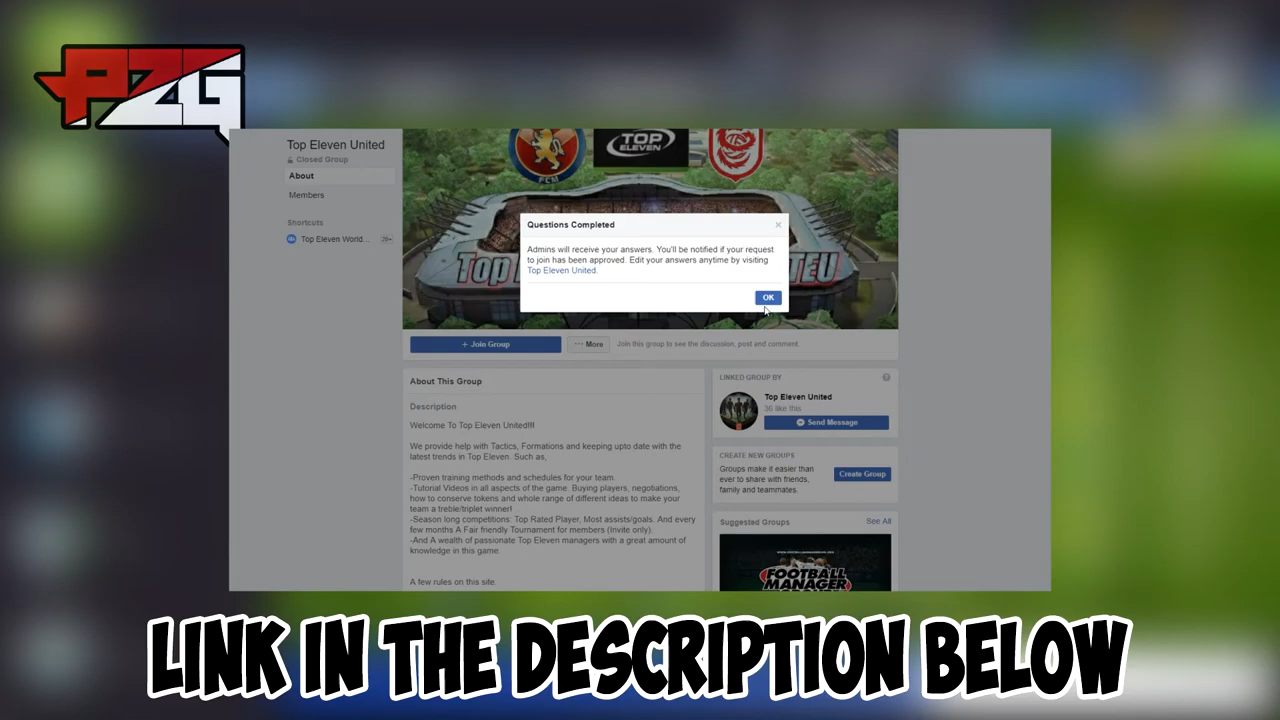 PZG
Top Eleven United
Closed Group
About
Members
Shortcuts
Top Eleven World...
20+
FCM
TOP
ELEVEN
Questions Completed
Admins will receive your answers. You'll be notified if your request
to join has been approved. Edit your answers anytime by visiting
Top Eleven United.
OK
+ Join Group
··· More
Join this group to see the discussion, post and comment.
About This Group
Description
Welcome To Top Eleven United!!!
We provide help with Tactics, Formations and keeping upto date with the
latest trends in Top Eleven. Such as,
-Proven training methods and schedules for your team
-Tutorial Videos in all aspects of the game. Buying players, negotiations,
how to conserve tokens and whole range of different ideas to make your
team a treble/triplet winner!
-Season long competitions: Top Rated Player, Most assists/goals. And every
few months A Fair friendly Tournament for members (Invite only).
-And A wealth of passionate Top Eleven managers with a great amount of
knowledge in this game.
A few rules on this site.
LINKED GROUP BY
Top Eleven United
36 like this
Send Message
CREATE NEW GROUPS
Groups make it easier than
ever to share with friends,
family and teammates.
Create Group
Suggested Groups
See All
FOOTBALL
MANAGER
LINK IN THE DESCRIPTION BELOW